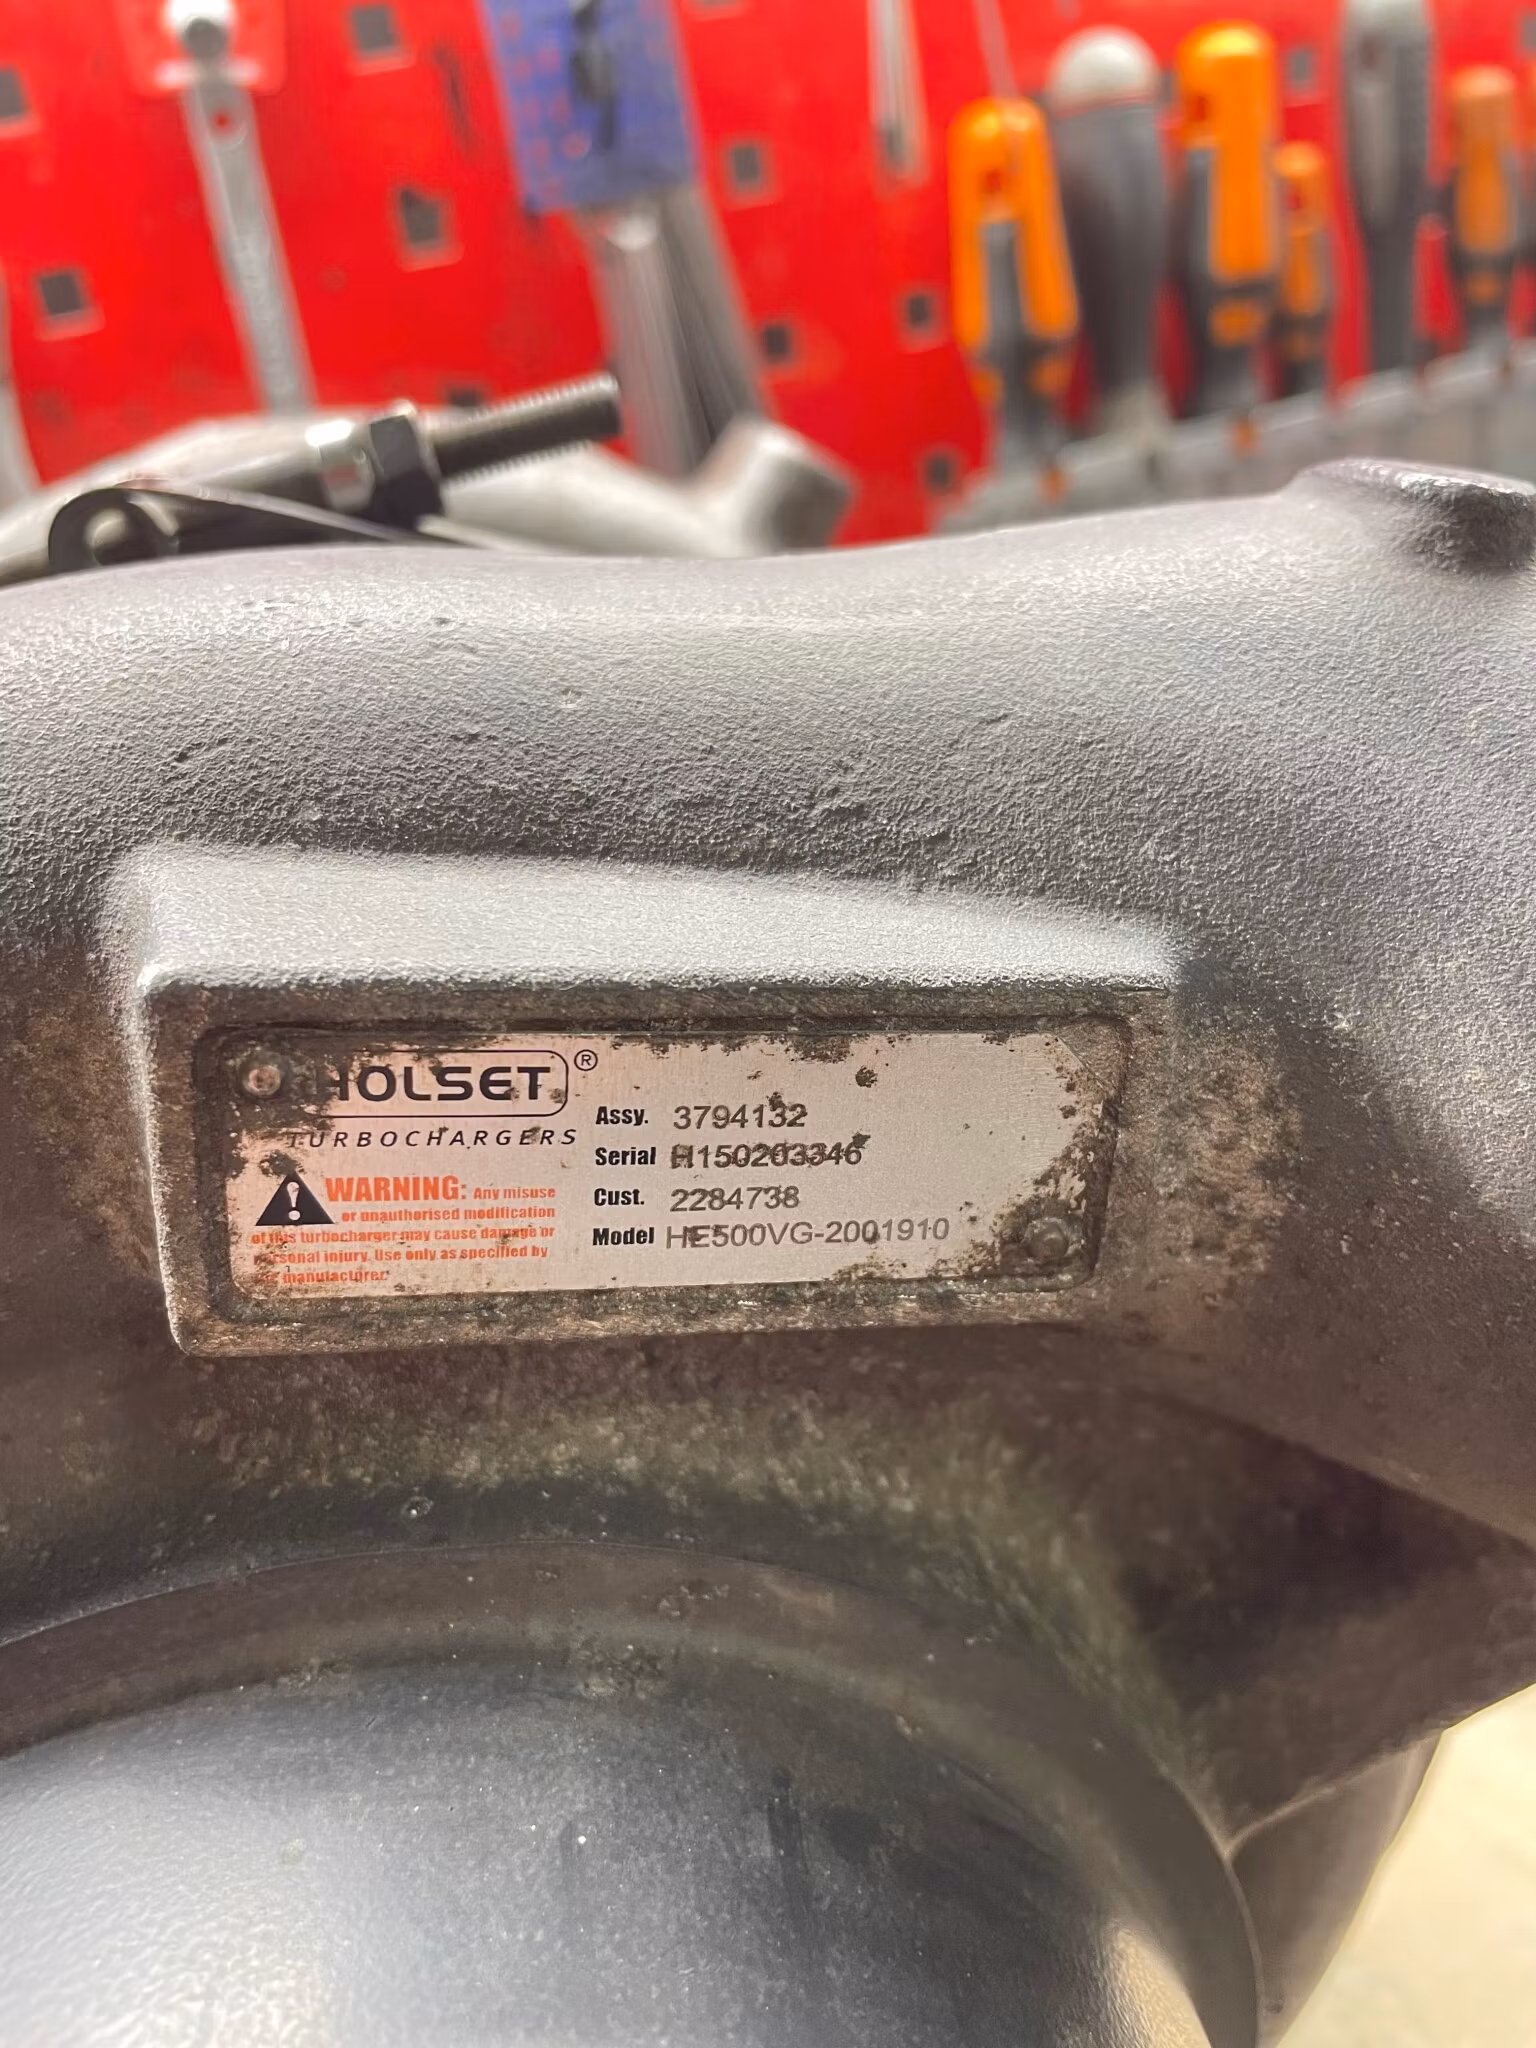 HOLSET®
TURBOCHARGERS
WARNING: Any misuse
or unauthorised modification
of this turbocharger may cause damage or
personal injury. Use only as specified by
manufacturer.
Assy. 3794132
Serial H150203346
Cust. 2284738
Model HE500VG-2001910